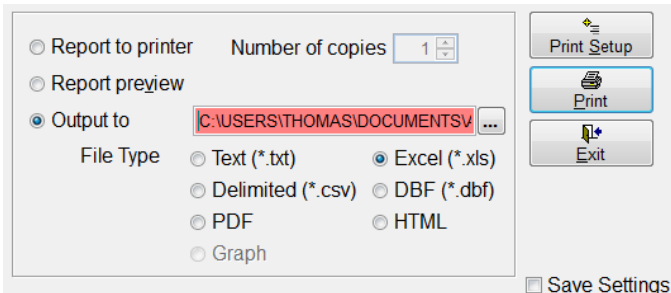 Report to printer Number of copies 1 Print Setup
Report preview
Output to C:\USERS\THOMAS\DOCUMENTS\ ... Print
File Type Text (*.txt) Excel (*.xls) Exit
Delimited (*.csv) DBF (*.dbf)
PDF HTML
Graph
Save Settings